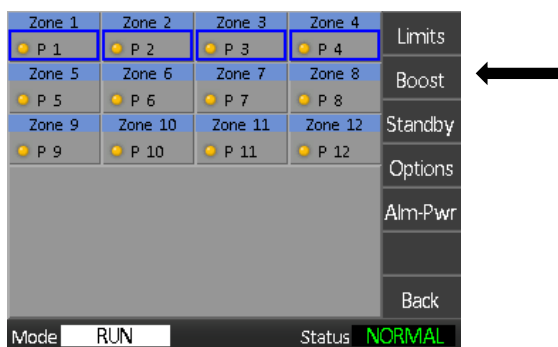 Zone 1 Zone 2 Zone 3 Zone 4
P 1 P 2 P 3 P 4
Zone 5 Zone 6 Zone 7 Zone 8
P 5 P 6 P 7 P 8
Zone 9 Zone 10 Zone 11 Zone 12
P 9 P 10 P 11 P 12
Limits
Boost
Standby
Options
Alm-Pwr
Back
Mode RUN Status NORMAL